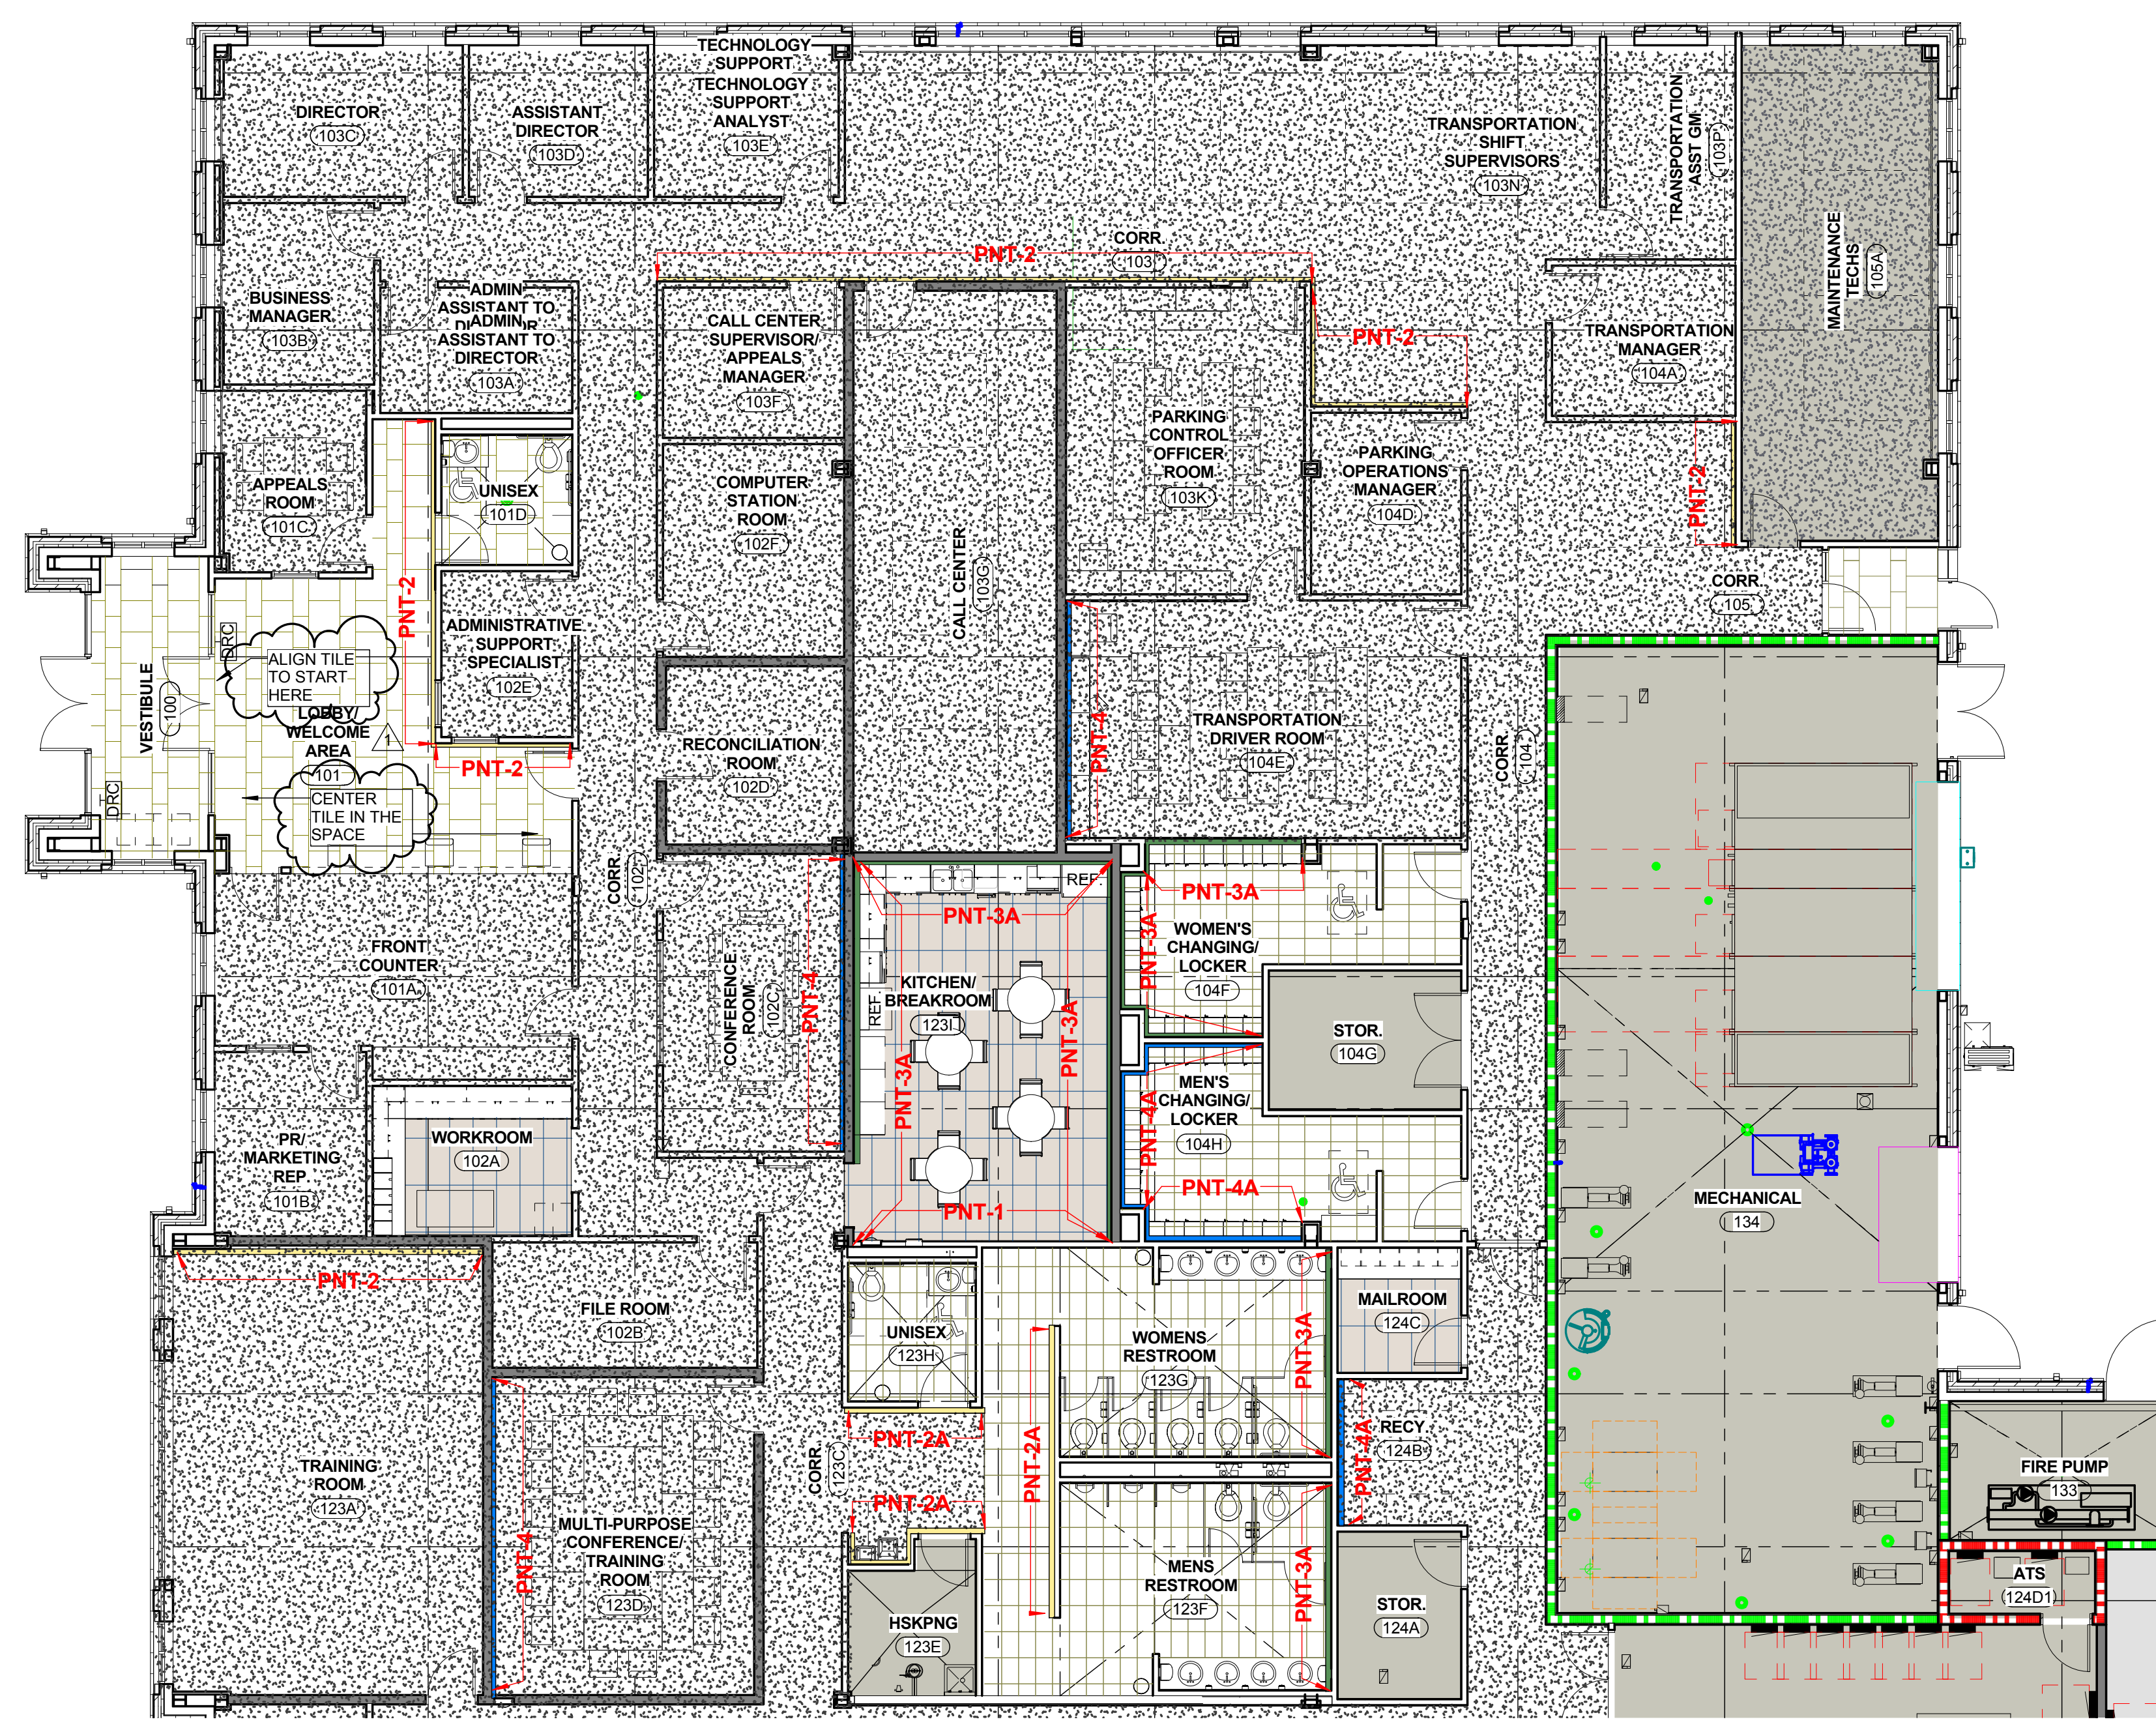 DIRECTOR
103C
ASSISTANT
DIRECTOR
103D
TECHNOLOGY
SUPPORT
TECHNOLOGY
SUPPORT
ANALYST
103E
TRANSPORTATION
SHIFT
SUPERVISORS
103N
TRANSPORTATION
ASST GM
103P
MAINTENANCE
TECHS
105A
CORR
103
PNT-2
BUSINESS
MANAGER
103B
ADMIN
ASSISTANT TO
ADMIN
ASSISTANT TO
DIRECTOR
103A
CALL CENTER
SUPERVISOR/
APPEALS
MANAGER
103F
PNT-2
TRANSPORTATION
MANAGER
104A
APPEALS
ROOM
101C
UNISEX
101D
COMPUTER
STATION
ROOM
102F
CALL CENTER
103G
PARKING
CONTROL
OFFICER
ROOM
103K
PARKING
OPERATIONS
MANAGER
104D
PNT-2
CORR
105
PNT-2
ADMINISTRATIVE
SUPPORT
SPECIALIST
102E
VESTIBULE
100
DRC
DRC
ALIGN TILE
TO START
HERE
LOBBY/
WELCOME
AREA
101
1
CENTER
TILE IN THE
SPACE
PNT-2
RECONCILIATION
ROOM
102D
PNT-4
TRANSPORTATION
DRIVER ROOM
104E
CORR
104
CORR
102
FRONT
COUNTER
101A
CONFERENCE
ROOM
102C
PNT-4
REF.
PNT-3A
KITCHEN/
BREAKROOM
123I
REF.
PNT-3A
PNT-3A
PNT-1
PNT-3A
PNT-3A
WOMEN'S
CHANGING/
LOCKER
104F
STOR.
104G
MEN'S
CHANGING/
LOCKER
104H
PNT-4A
PNT-4A
PR/
MARKETING
REP
101B
WORKROOM
102A
MECHANICAL
134
PNT-2
FILE ROOM
102B
UNISEX
123H
WOMENS
RESTROOM
123G
PNT-3A
MAILROOM
124C
PNT-2A
PNT-2A
PNT-2A
CORR
123C
RECY
124B
PNT-4A
TRAINING
ROOM
123A
PNT-4
MULTI-PURPOSE
CONFERENCE/
TRAINING
ROOM
123D
HSKPNG
123E
MENS
RESTROOM
123F
PNT-3A
STOR.
124A
FIRE PUMP
133
ATS
124D1